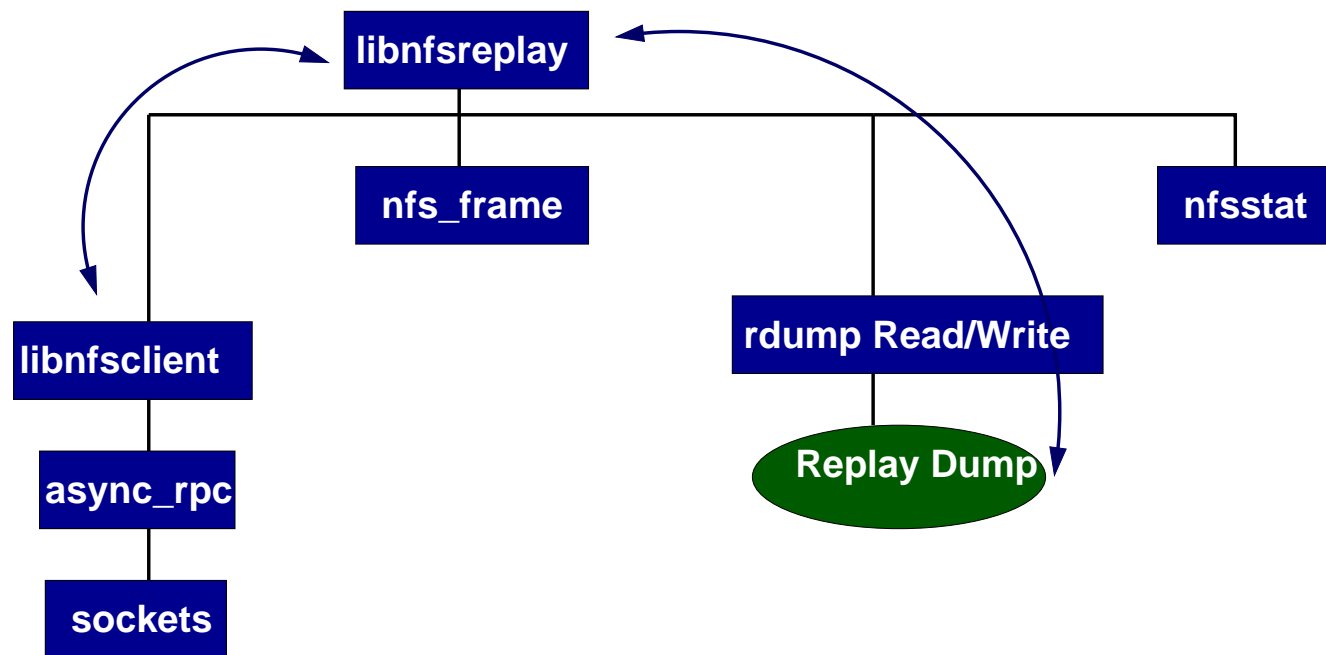 libnfsreplay
nfs_frame
nfsstat
rdump Read/Write
libnfsclient
Replay Dump
async_rpc
sockets